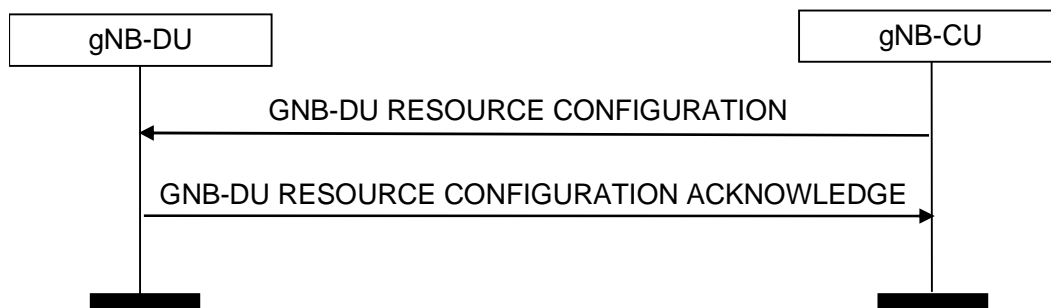 gNB-DU
gNB-CU
GNB-DU RESOURCE CONFIGURATION
GNB-DU RESOURCE CONFIGURATION ACKNOWLEDGE